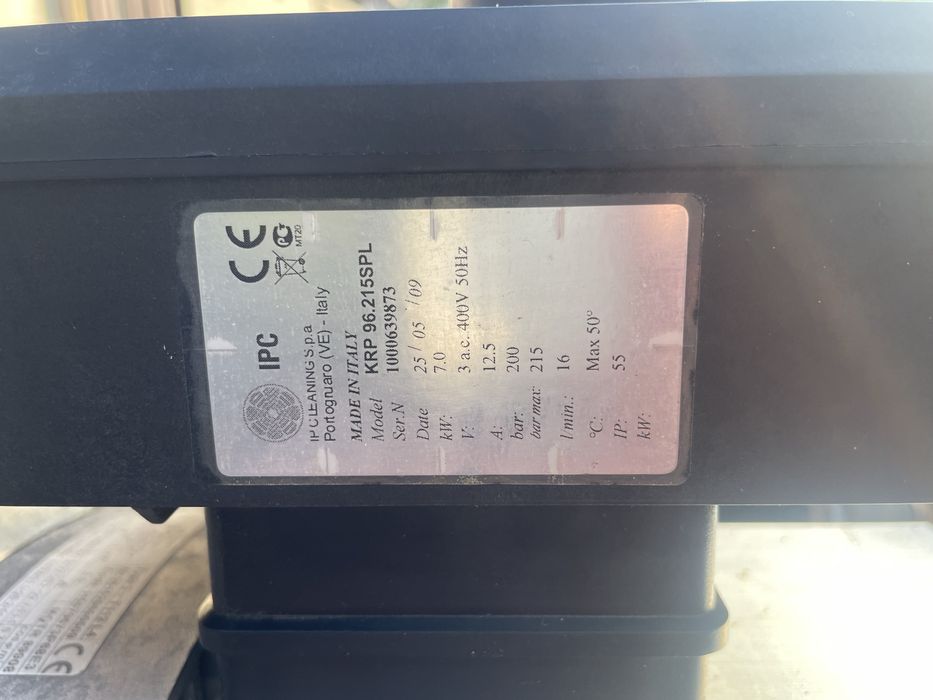 IPC
CE
IPC CLEANING S.p.a
Portogruaro (VE) - Italy
MT20
MADE IN ITALY
Model KRP 96.215SPL
Ser.N 1000639873
Date 25 / 05 / 09
kW: 7.0
V: 3 a.c. 400V 50Hz
A: 12.5
bar: 200
bar max: 215
l min.: 16
°C: Max 50°
IP: 55
kW:
CE